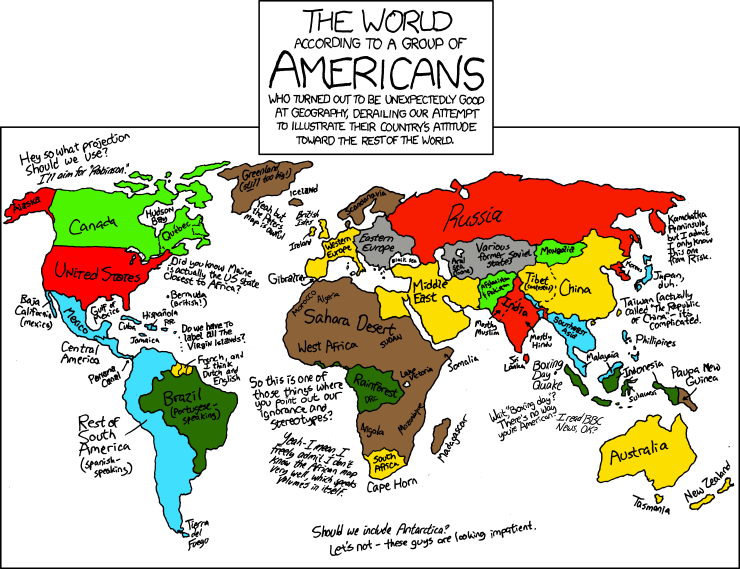 THE WORLD
ACCORDING TO A GROUP OF
AMERICANS
WHO TURNED OUT TO BE UNEXPECTEDLY GOOD
AT GEOGRAPHY, DERAILING OUR ATTEMPT
TO ILLUSTRATE THEIR COUNTRY'S ATTITUDE
TOWARD THE REST OF THE WORLD.
Hey so what projection
should we use?
I'll aim for "Robinson."
Alaska
Canada
Hudson
Bay
Québec
Greenland
(still too big!)
Yeah, but
the Peters
map is ugly
Iceland
British
Isles
Ireland
Scandinavia
Western
Europe
Eastern
Europe
Black Sea
Gibraltar
Russia
Various
former Soviet
states
Aral
Sea
(gone)
Mongolia
Kamchatka
Peninsula,
but I admit
I only know
this one
from Risk.
Korea
Japan,
duh.
United States
Did you know Maine
is actually the US state
closest to Africa?
Baja
California
(Mexico)
Mexico
Gulf of
Mexico
Bermuda
(British!)
Cuba
Hispañola
PR
Jamaica
Do we have to
label all the
Virgin Islands?
Central
America
Panama
Canal
French, and
I think
Dutch and
English
Brazil
(Portugese-
speaking)
Rest of
South
America
(spanish-
speaking)
Tierra
del
Fuego
Morocco
Algeria
Sahara Desert
West Africa
SUDAN
Middle
East
Somalia
Lake
Victoria
Rainforest
DRC
Angola
Mozambique
Madagascar
South
Africa
Cape Horn
So this is one of
those things where
you point out our
ignorance and
stereotypes?
Yeah–I mean I
freely admit I don't
know the African map
very well, which speaks
volumes in itself.
Afghanistan
Pakistan
India
Mostly
Muslim
Mostly
Hindu
Sri
Lanka
Tibet
China
Taiwan (actually
called "The Republic
of China" – it's
complicated.
Southeast
Asia
Phillipines
Malaysia
Indonesia
Sulawesi
Paupa New
Guinea
Boxing
Day
Quake
Wait, "Boxing day"?
There's no way
you're American.
I read BBC
News, OK?
Australia
Tasmania
New Zealand
Should we include Antarctica?
Let's not – these guys are looking impatient.